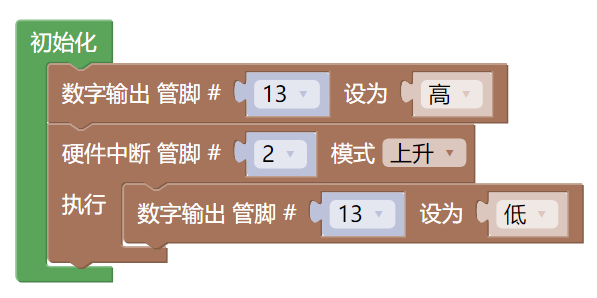 初始化
数字输出 管脚 # 13 设为 高
硬件中断 管脚 # 2 模式 上升
执行 数字输出 管脚 # 13 设为 低